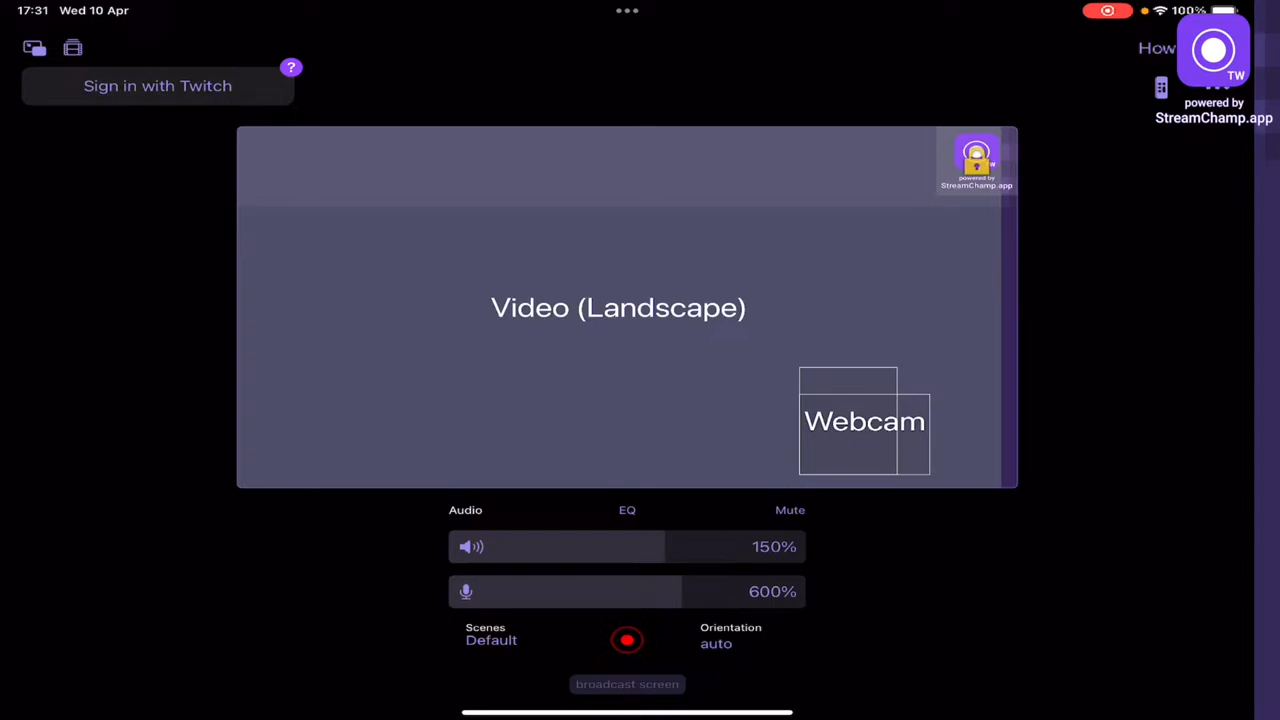 17:31 Wed 10 Apr
100%
How
TW
powered by
StreamChamp.app
Sign in with Twitch
?
powered by
StreamChamp.app
Video (Landscape)
Webcam
Audio EQ Mute
150%
600%
Scenes
Default
Orientation
auto
broadcast screen